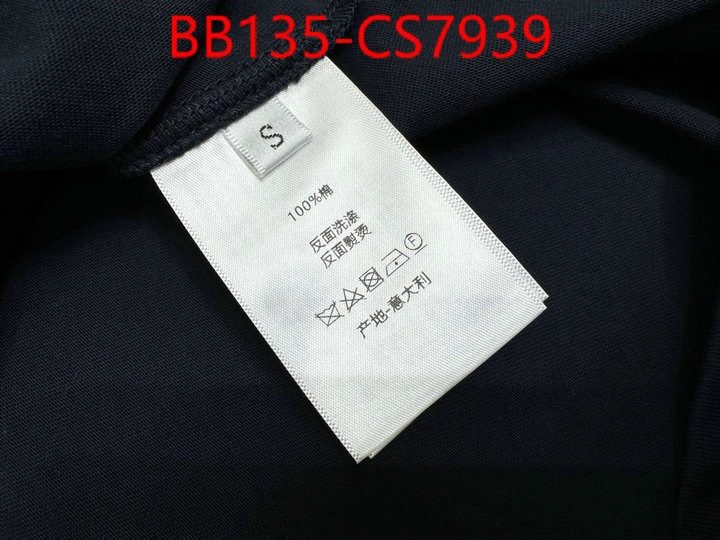 BB135-CS7939
S
100%棉
反面洗涤
反面熨烫
F
产地-意大利